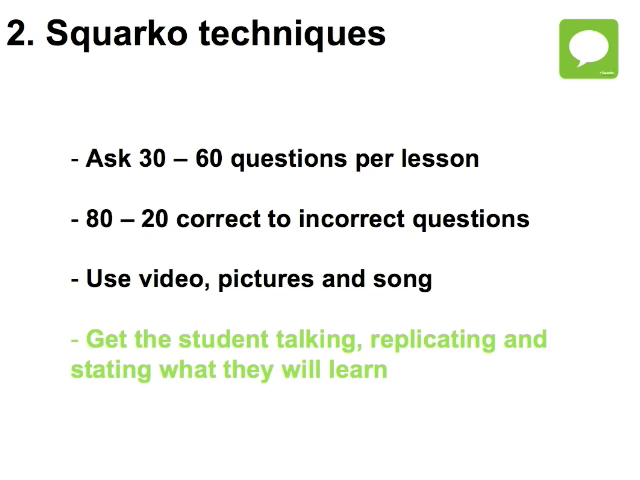 2. Squarko techniques
- Ask 30 – 60 questions per lesson
- 80 – 20 correct to incorrect questions
- Use video, pictures and song
- Get the student talking, replicating and
stating what they will learn